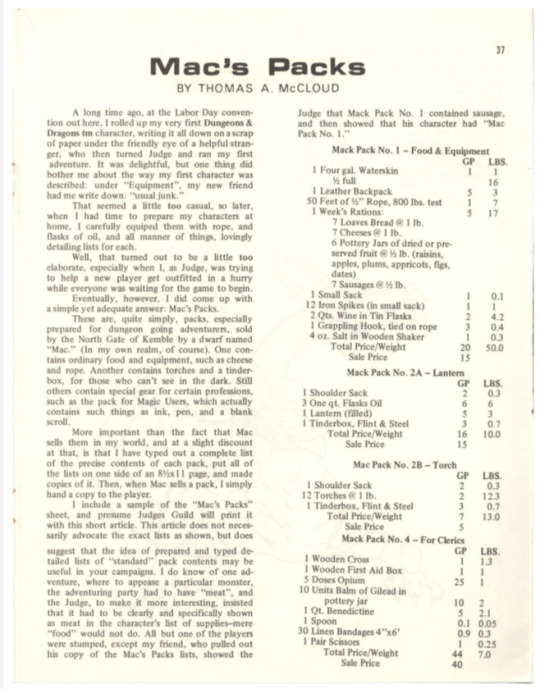 37
Mac's Packs
BY THOMAS A. McCLOUD
A long time ago, at the Labor Day conven-
tion out here, I rolled up my very first Dungeons &
Dragons tm character, writing it all down on a scrap
of paper under the friendly eye of a helpful stran-
ger, who then turned Judge and ran my first
adventure. It was delightful, but one thing did
bother me about the way my first character was
described: under "Equipment", my new friend
had me write down: "usual junk."
That seemed a little too casual, so later,
when I had time to prepare my characters at
home, I carefully equiped them with rope, and
flasks of oil, and all manner of things, lovingly
detailing lists for each.
Well, that turned out to be a little too
elaborate, especially when I, as Judge, was trying
to help a new player get outfitted in a hurry
while everyone was waiting for the game to begin.
Eventually, however, I did come up with
a simple yet adequate answer: Mac's Packs.
These are, quite simply, packs, especially
prepared for dungeon going adventurers, sold
by the North Gate of Kemble by a dwarf named
"Mac." (In my own realm, of course). One con-
tains ordinary food and equipment, such as cheese
and rope. Another contains torches and a tinder-
box, for those who can't see in the dark. Still
others contain special gear for certain professions,
such as the pack for Magic Users, which actually
contains such things as ink, pen, and a blank
scroll.
More important than the fact that Mac
sells them in my world, and at a slight discount
at that, is that I have typed out a complete list
of the precise contents of each pack, put all of
the lists on one side of an 8½x11 page, and made
copies of it. Then, when Mac sells a pack, I simply
hand a copy to the player.
I include a sample of the "Mac's Packs"
sheet, and presume Judges Guild will print it
with this short article. This article does not neces-
sarily advocate the exact lists as shown, but does
suggest that the idea of prepared and typed de-
tailed lists of "standard" pack contents may be
useful in your campaigns. I do know of one ad-
venture, where to appease a particular monster,
the adventuring party had to have "meat", and
the Judge, to make it more interesting, insisted
that it had to be clearly and specifically shown
as meat in the character's list of supplies-mere
"food" would not do. All but one of the players
were stumped, except my friend, who pulled out
his copy of the Mac's Packs lists, showed the
Judge that Mack Pack No. 1 contained sausage,
and then showed that his character had "Mac
Pack No. 1."
Mack Pack No. 1 – Food & Equipment
GP LBS.
1 Four gal. Waterskin 1 1
½ full 16
1 Leather Backpack 5 3
50 Feet of ½" Rope, 800 lbs. test 1 7
1 Week's Rations: 5 17
7 Loaves Bread @ 1 lb.
7 Cheeses @ 1 lb.
6 Pottery Jars of dried or pre-
served fruit @ ½ lb. (raisins,
apples, plums, appricots, figs,
dates)
7 Sausages @ ½ lb.
1 Small Sack 1 0.1
12 Iron Spikes (in small sack) 1 1
2 Qts. Wine in Tin Flasks 2 4.2
1 Grappling Hook, tied on rope 3 0.4
4 oz. Salt in Wooden Shaker 1 0.3
Total Price/Weight 20 50.0
Sale Price 15
Mack Pack No. 2A – Lantern
GP LBS.
1 Shoulder Sack 2 0.3
3 One qt. Flasks Oil 6 6
1 Lantern (filled) 5 3
1 Tinderbox, Flint & Steel 3 0.7
Total Price/Weight 16 10.0
Sale Price 15
Mac Pack No. 2B – Torch
GP LBS.
1 Shoulder Sack 2 0.3
12 Torches @ 1 lb. 2 12.3
1 Tinderbox, Flint & Steel 3 0.7
Total Price/Weight 7 13.0
Sale Price 5
Mack Pack No. 4 – For Clerics
GP LBS.
1 Wooden Cross 1 1.3
1 Wooden First Aid Box 1 1
5 Doses Opium 25 1
10 Units Balm of Gilead in
pottery jar 10 2
1 Qt. Benedictine 5 2.1
1 Spoon 0.1 0.05
30 Linen Bandages 4"x6' 0.9 0.3
1 Pair Scissors 1 0.25
Total Price/Weight 44 7.0
Sale Price 40